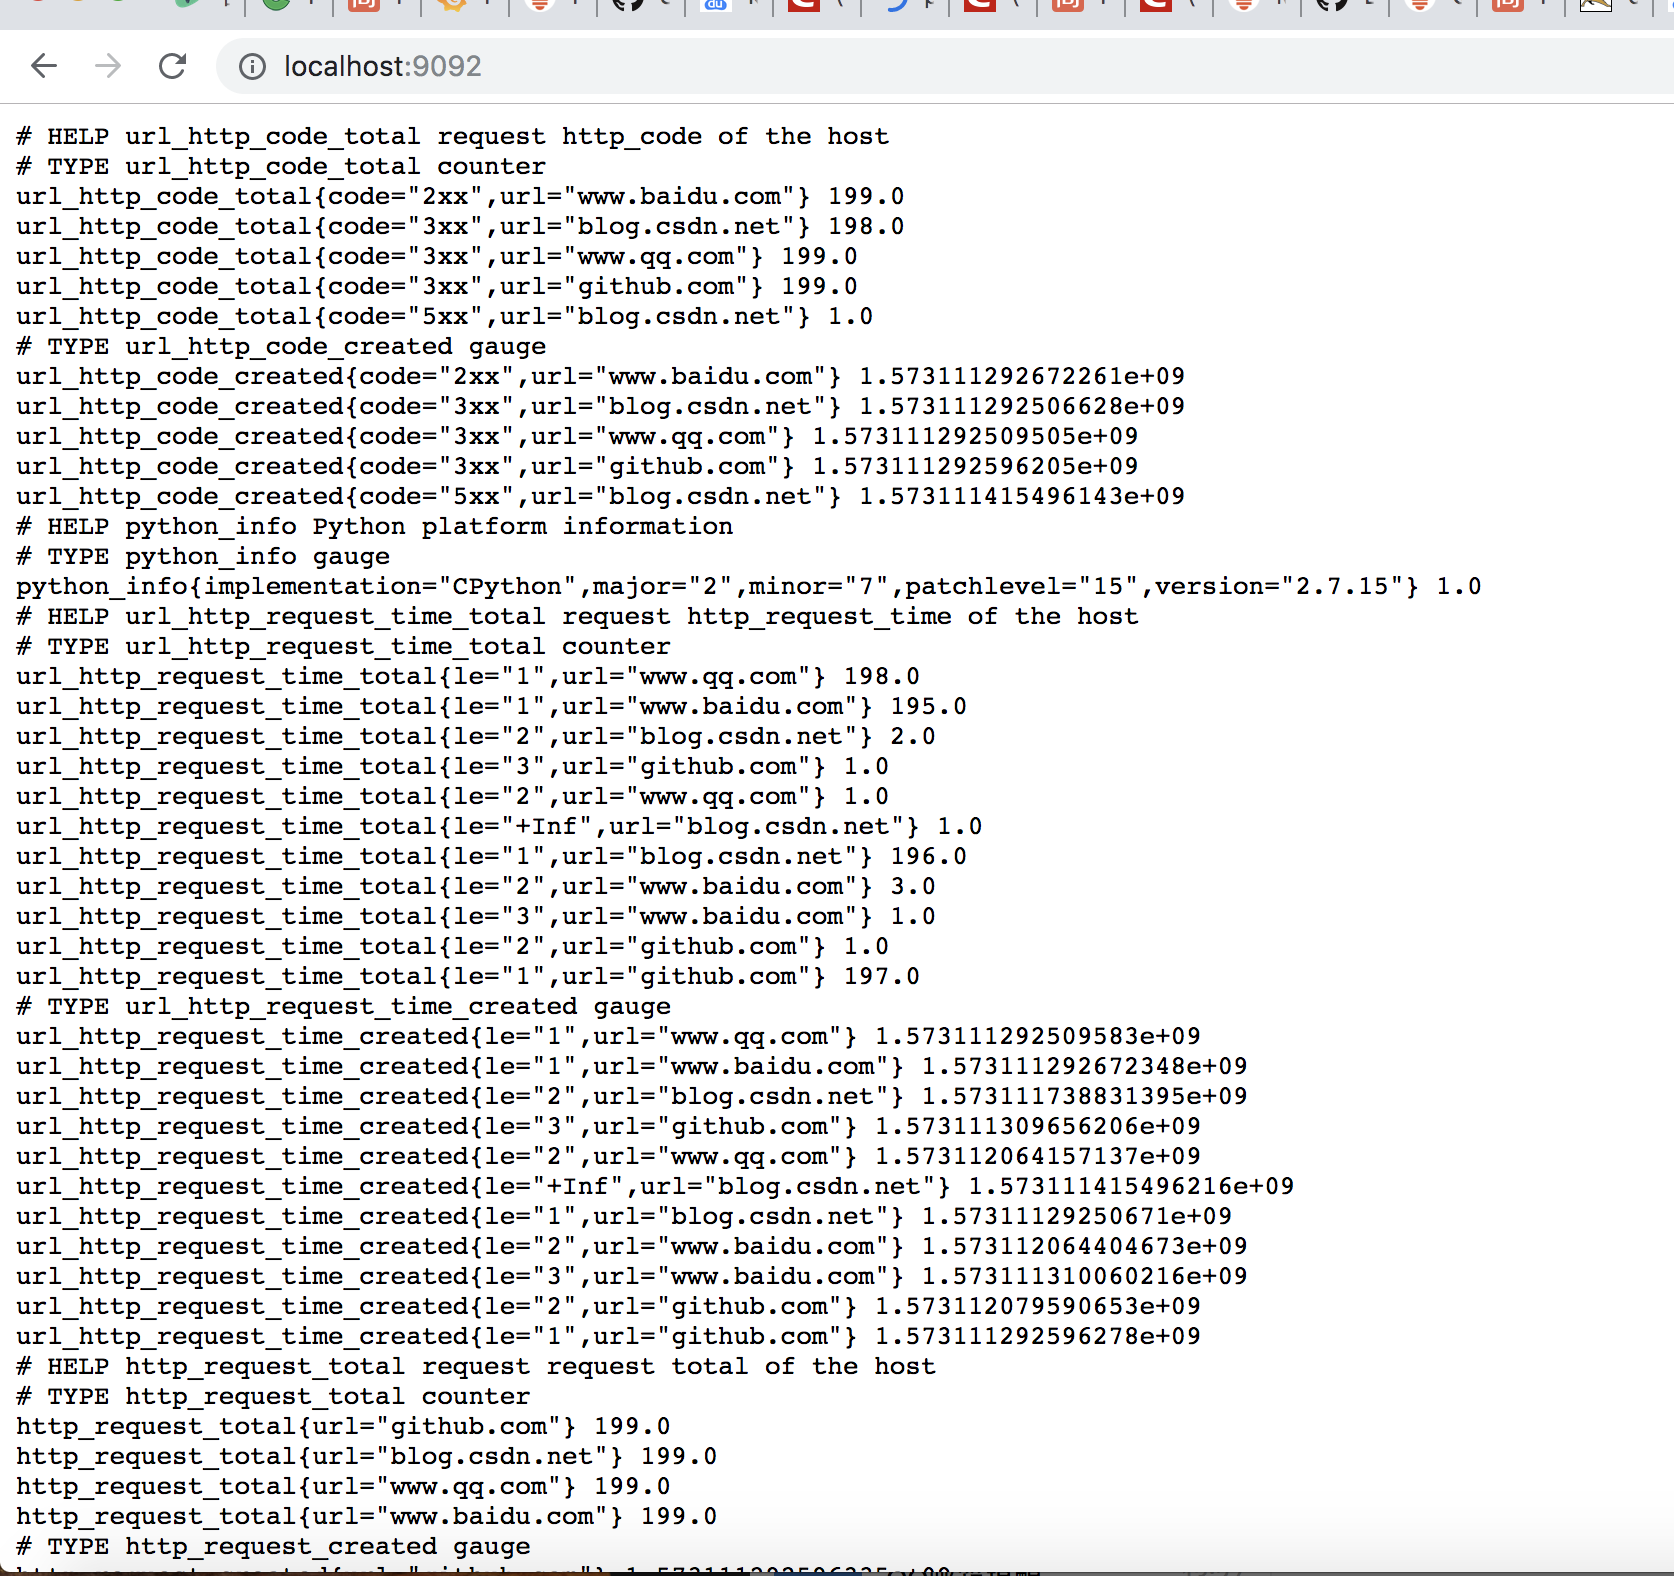 localhost:9092
# HELP url_http_code_total request http_code of the host
# TYPE url_http_code_total counter
url_http_code_total{code="2xx",url="www.baidu.com"} 199.0
url_http_code_total{code="3xx",url="blog.csdn.net"} 198.0
url_http_code_total{code="3xx",url="www.qq.com"} 199.0
url_http_code_total{code="3xx",url="github.com"} 199.0
url_http_code_total{code="5xx",url="blog.csdn.net"} 1.0
# TYPE url_http_code_created gauge
url_http_code_created{code="2xx",url="www.baidu.com"} 1.573111292672261e+09
url_http_code_created{code="3xx",url="blog.csdn.net"} 1.573111292506628e+09
url_http_code_created{code="3xx",url="www.qq.com"} 1.573111292509505e+09
url_http_code_created{code="3xx",url="github.com"} 1.573111292596205e+09
url_http_code_created{code="5xx",url="blog.csdn.net"} 1.573111415496143e+09
# HELP python_info Python platform information
# TYPE python_info gauge
python_info{implementation="CPython",major="2",minor="7",patchlevel="15",version="2.7.15"} 1.0
# HELP url_http_request_time_total request http_request_time of the host
# TYPE url_http_request_time_total counter
url_http_request_time_total{le="1",url="www.qq.com"} 198.0
url_http_request_time_total{le="1",url="www.baidu.com"} 195.0
url_http_request_time_total{le="2",url="blog.csdn.net"} 2.0
url_http_request_time_total{le="3",url="github.com"} 1.0
url_http_request_time_total{le="2",url="www.qq.com"} 1.0
url_http_request_time_total{le="+Inf",url="blog.csdn.net"} 1.0
url_http_request_time_total{le="1",url="blog.csdn.net"} 196.0
url_http_request_time_total{le="2",url="www.baidu.com"} 3.0
url_http_request_time_total{le="3",url="www.baidu.com"} 1.0
url_http_request_time_total{le="2",url="github.com"} 1.0
url_http_request_time_total{le="1",url="github.com"} 197.0
# TYPE url_http_request_time_created gauge
url_http_request_time_created{le="1",url="www.qq.com"} 1.573111292509583e+09
url_http_request_time_created{le="1",url="www.baidu.com"} 1.573111292672348e+09
url_http_request_time_created{le="2",url="blog.csdn.net"} 1.573111738831395e+09
url_http_request_time_created{le="3",url="github.com"} 1.573111309656206e+09
url_http_request_time_created{le="2",url="www.qq.com"} 1.573112064157137e+09
url_http_request_time_created{le="+Inf",url="blog.csdn.net"} 1.573111415496216e+09
url_http_request_time_created{le="1",url="blog.csdn.net"} 1.57311129250671e+09
url_http_request_time_created{le="2",url="www.baidu.com"} 1.573112064404673e+09
url_http_request_time_created{le="3",url="www.baidu.com"} 1.573111310060216e+09
url_http_request_time_created{le="2",url="github.com"} 1.573112079590653e+09
url_http_request_time_created{le="1",url="github.com"} 1.573111292596278e+09
# HELP http_request_total request request total of the host
# TYPE http_request_total counter
http_request_total{url="github.com"} 199.0
http_request_total{url="blog.csdn.net"} 199.0
http_request_total{url="www.qq.com"} 199.0
http_request_total{url="www.baidu.com"} 199.0
# TYPE http_request_created gauge